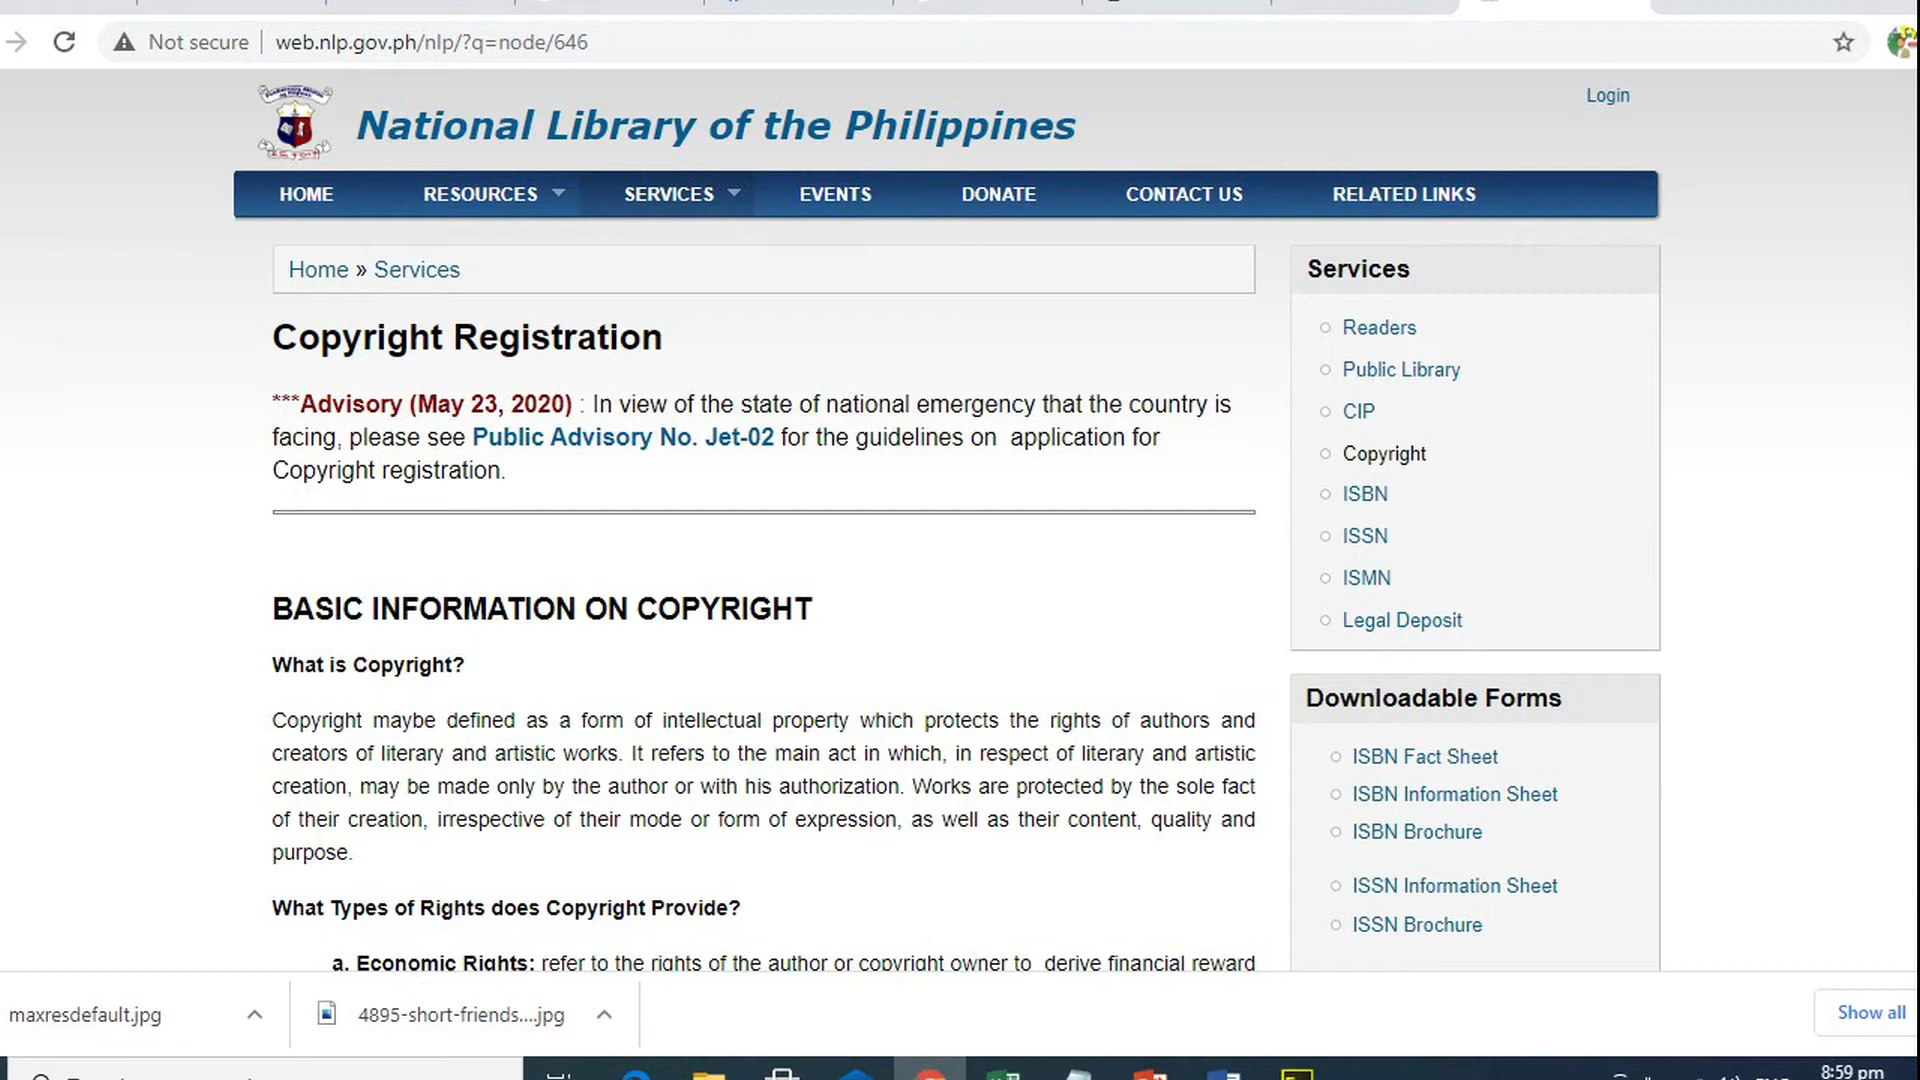 Not secure web.nlp.gov.ph/nlp/?q=node/646
Login
National Library of the Philippines
HOME RESOURCES SERVICES EVENTS DONATE CONTACT US RELATED LINKS
Home » Services
Copyright Registration
***Advisory (May 23, 2020) : In view of the state of national emergency that the country is
facing, please see Public Advisory No. Jet-02 for the guidelines on application for
Copyright registration.
BASIC INFORMATION ON COPYRIGHT
What is Copyright?
Copyright maybe defined as a form of intellectual property which protects the rights of authors and
creators of literary and artistic works. It refers to the main act in which, in respect of literary and artistic
creation, may be made only by the author or with his authorization. Works are protected by the sole fact
of their creation, irrespective of their mode or form of expression, as well as their content, quality and
purpose.
What Types of Rights does Copyright Provide?
a. Economic Rights: refer to the rights of the author or copyright owner to derive financial reward
Services
Readers
Public Library
CIP
Copyright
ISBN
ISSN
ISMN
Legal Deposit
Downloadable Forms
ISBN Fact Sheet
ISBN Information Sheet
ISBN Brochure
ISSN Information Sheet
ISSN Brochure
maxresdefault.jpg
4895-short-friends....jpg
Show all
8:59 pm